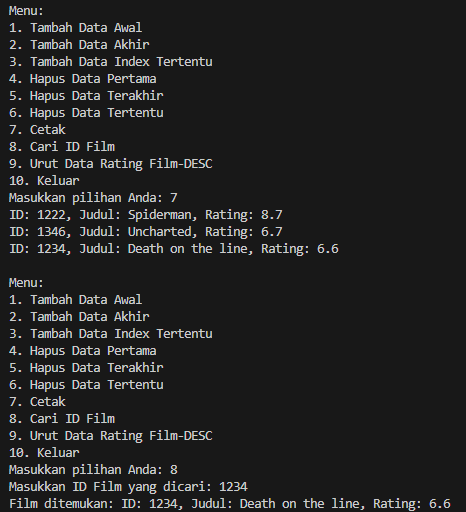 Menu:
1. Tambah Data Awal
2. Tambah Data Akhir
3. Tambah Data Index Tertentu
4. Hapus Data Pertama
5. Hapus Data Terakhir
6. Hapus Data Tertentu
7. Cetak
8. Cari ID Film
9. Urut Data Rating Film-DESC
10. Keluar
Masukkan pilihan Anda: 7
ID: 1222, Judul: Spiderman, Rating: 8.7
ID: 1346, Judul: Uncharted, Rating: 6.7
ID: 1234, Judul: Death on the line, Rating: 6.6

Menu:
1. Tambah Data Awal
2. Tambah Data Akhir
3. Tambah Data Index Tertentu
4. Hapus Data Pertama
5. Hapus Data Terakhir
6. Hapus Data Tertentu
7. Cetak
8. Cari ID Film
9. Urut Data Rating Film-DESC
10. Keluar
Masukkan pilihan Anda: 8
Masukkan ID Film yang dicari: 1234
Film ditemukan: ID: 1234, Judul: Death on the line, Rating: 6.6